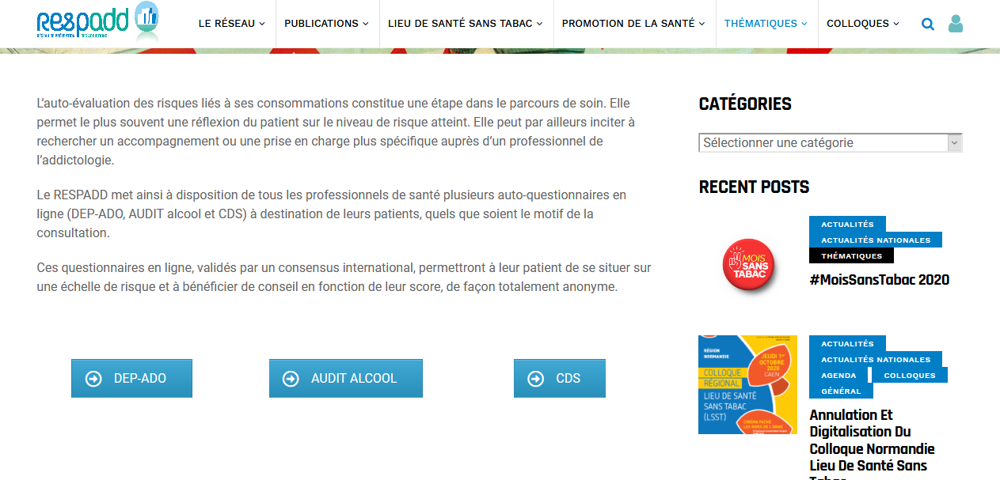 RESPADD
RÉSEAU DE PRÉVENTION DES ADDICTIONS
LE RÉSEAU
PUBLICATIONS
LIEU DE SANTÉ SANS TABAC
PROMOTION DE LA SANTÉ
THÉMATIQUES
COLLOQUES
L’auto-évaluation des risques liés à ses consommations constitue une étape dans le parcours de soin. Elle
permet le plus souvent une réflexion du patient sur le niveau de risque atteint. Elle peut par ailleurs inciter à
rechercher un accompagnement ou une prise en charge plus spécifique auprès d’un professionnel de
l’addictologie.
Le RESPADD met ainsi à disposition de tous les professionnels de santé plusieurs auto-questionnaires en
ligne (DEP-ADO, AUDIT alcool et CDS) à destination de leurs patients, quels que soient le motif de la
consultation.
Ces questionnaires en ligne, validés par un consensus international, permettront à leur patient de se situer sur
une échelle de risque et à bénéficier de conseil en fonction de leur score, de façon totalement anonyme.
DEP-ADO
AUDIT ALCOOL
CDS
CATÉGORIES
Sélectionner une catégorie
RECENT POSTS
MOIS
SANS
TABAC
ACTUALITÉS
ACTUALITÉS NATIONALES
THÉMATIQUES
#MoisSansTabac 2020
RÉGION
NORMANDIE
JEUDI 1er
OCTOBRE
2020
CAEN
COLLOQUE
RÉGIONAL
LIEU DE SANTÉ
SANS TABAC
(LSST)
CINÉMA PATHÉ
LES RIVES DE L'ORNE
ACTUALITÉS
ACTUALITÉS NATIONALES
AGENDA
COLLOQUES
GÉNÉRAL
Annulation Et
Digitalisation Du
Colloque Normandie
Lieu De Santé Sans
Tabac